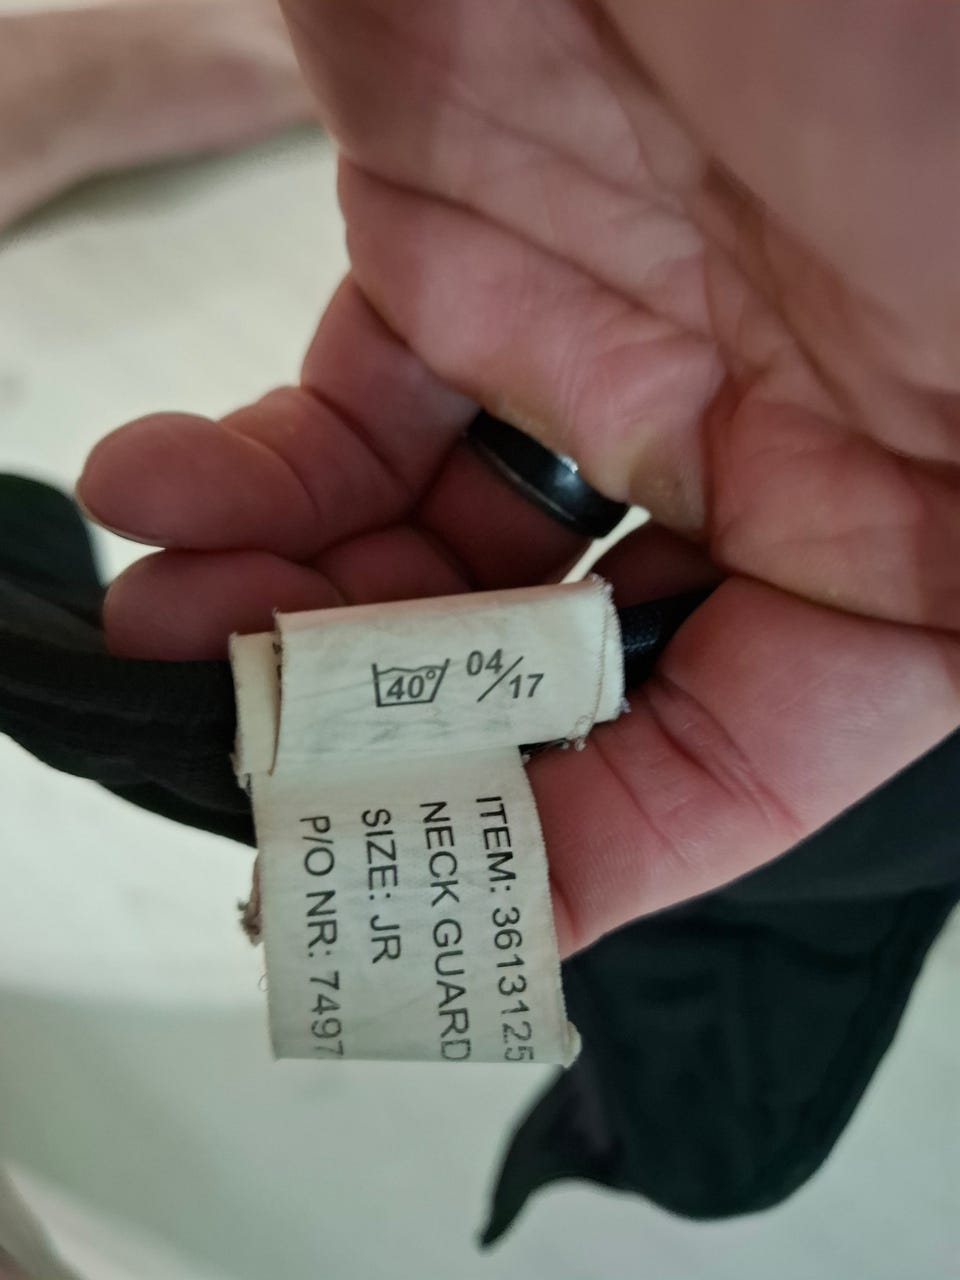 40° 04/17
ITEM: 3613125
NECK GUARD
SIZE: JR
P/O NR: 7497